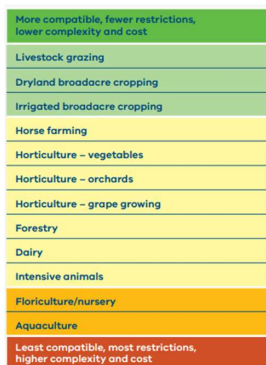 More compatible, fewer restrictions,
lower complexity and cost
Livestock grazing
Dryland broadacre cropping
Irrigated broadacre cropping
Horse farming
Horticulture – vegetables
Horticulture – orchards
Horticulture – grape growing
Forestry
Dairy
Intensive animals
Floriculture/nursery
Aquaculture
Least compatible, most restrictions,
higher complexity and cost